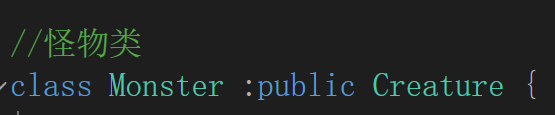 //怪物类
class Monster :public Creature {